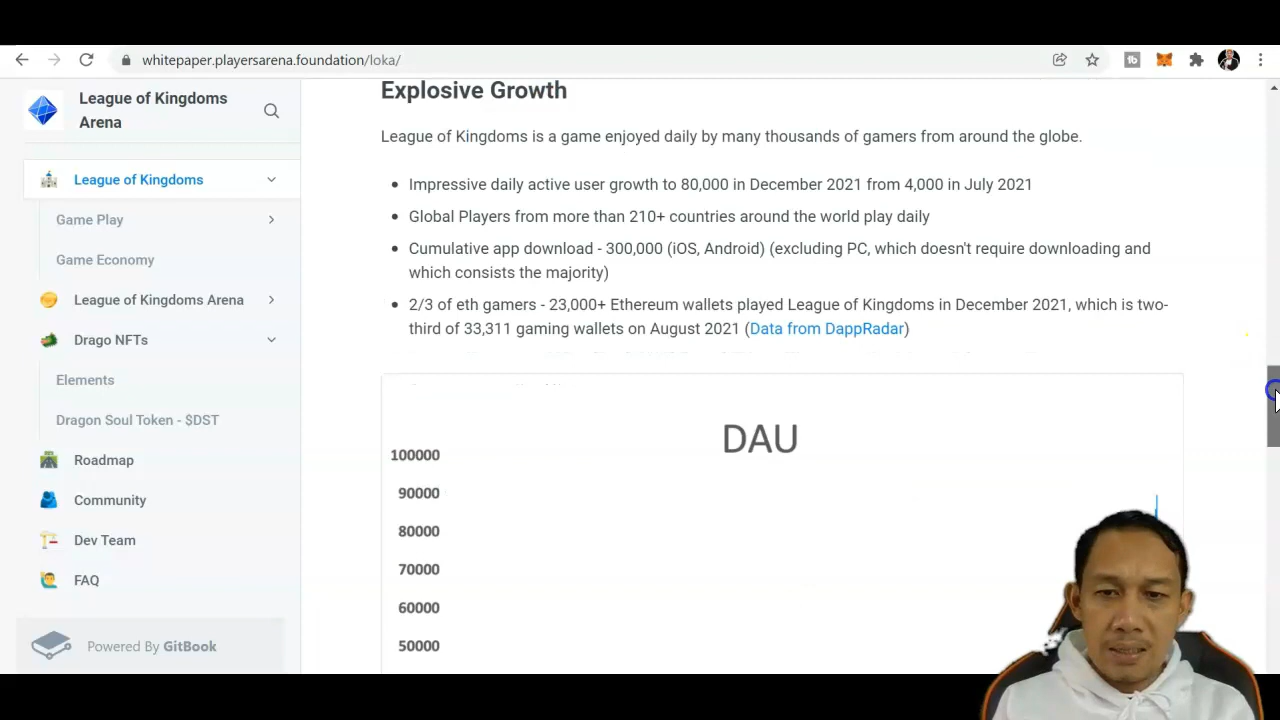 whitepaper.playersarena.foundation/loka/
League of Kingdoms
Arena
League of Kingdoms
Game Play
Game Economy
League of Kingdoms Arena
Drago NFTs
Elements
Dragon Soul Token - $DST
Roadmap
Community
Dev Team
FAQ
Powered By GitBook
Explosive Growth
League of Kingdoms is a game enjoyed daily by many thousands of gamers from around the globe.
Impressive daily active user growth to 80,000 in December 2021 from 4,000 in July 2021
Global Players from more than 210+ countries around the world play daily
Cumulative app download - 300,000 (iOS, Android) (excluding PC, which doesn't require downloading and
which consists the majority)
2/3 of eth gamers - 23,000+ Ethereum wallets played League of Kingdoms in December 2021, which is two-
third of 33,311 gaming wallets on August 2021 (Data from DappRadar)
DAU
100000
90000
80000
70000
60000
50000